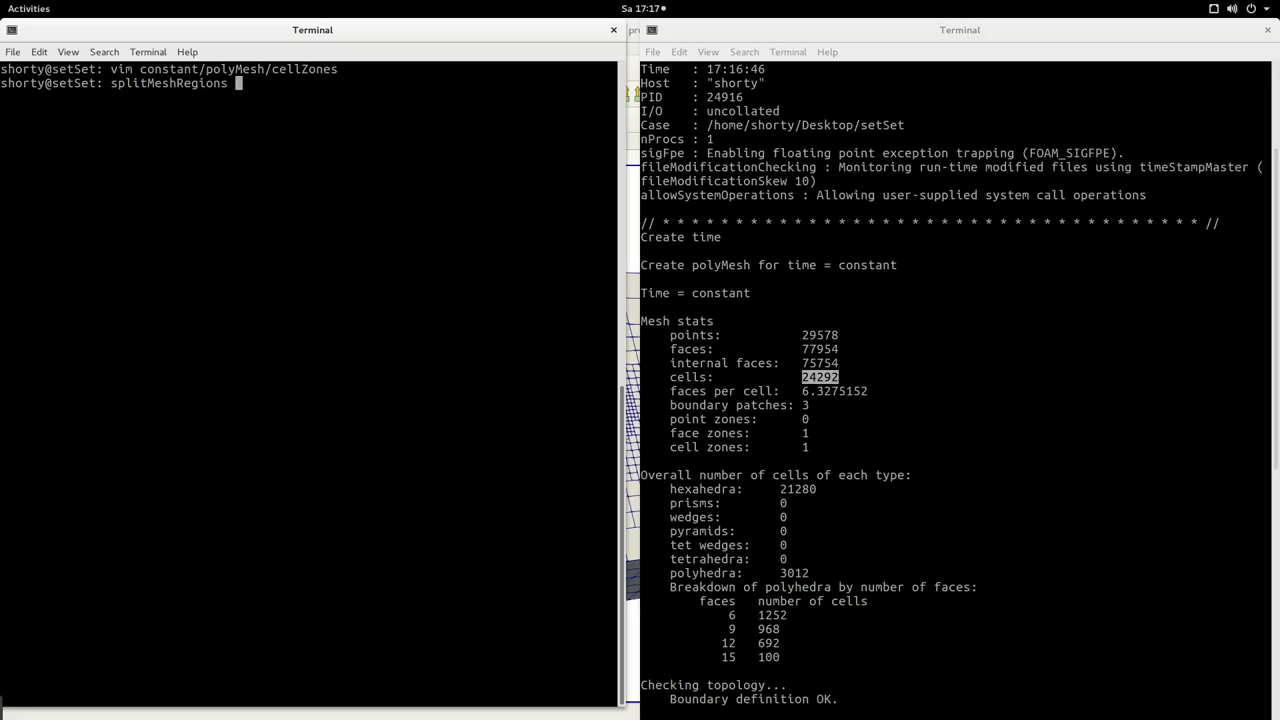 Activities
Sa 17:17
Terminal
File Edit View Search Terminal Help
shorty@setSet: vim constant/polyMesh/cellZones
shorty@setSet: splitMeshRegions
Terminal
File Edit View Search Terminal Help
Time   : 17:16:46
Host   : "shorty"
PID    : 24916
I/O    : uncollated
Case   : /home/shorty/Desktop/setSet
nProcs : 1
sigFpe : Enabling floating point exception trapping (FOAM_SIGFPE).
fileModificationChecking : Monitoring run-time modified files using timeStampMaster (
fileModificationSkew 10)
allowSystemOperations : Allowing user-supplied system call operations
// * * * * * * * * * * * * * * * * * * * * * * * * * * * * * * * * * * * * * //
Create time
Create polyMesh for time = constant
Time = constant
Mesh stats
points: 29578
faces: 77954
internal faces: 75754
cells: 24292
faces per cell: 6.3275152
boundary patches: 3
point zones: 0
face zones: 1
cell zones: 1
Overall number of cells of each type:
hexahedra: 21280
prisms: 0
wedges: 0
pyramids: 0
tet wedges: 0
tetrahedra: 0
polyhedra: 3012
Breakdown of polyhedra by number of faces:
faces number of cells
6 1252
9 968
12 692
15 100
Checking topology...
Boundary definition OK.